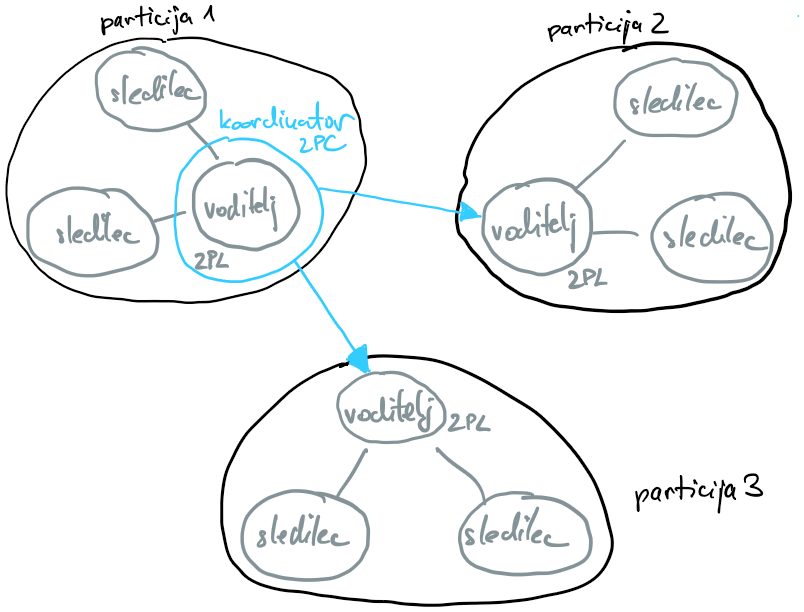 particija 1
particija 2
sledilec
koordinator
2PC
sledilec
voditelj
2PL
sledilec
voditelj
2PL
sledilec
voditelj
2PL
sledilec
sledilec
particija 3